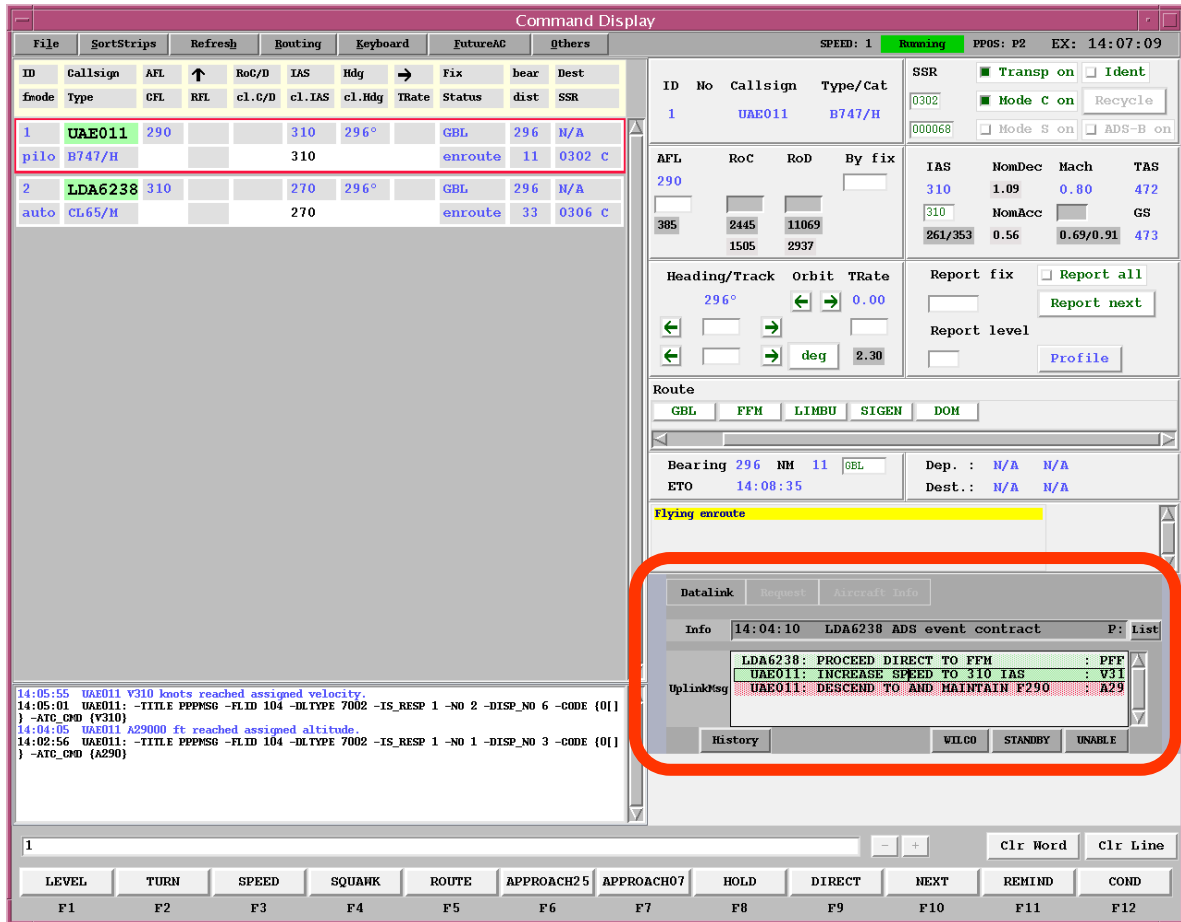 Command Display
File SortStrips Refresh Routing Keyboard FutureAC Others SPEED: 1 Running PPOS: P2 EX: 14:07:09
ID Callsign AFL ↑ RoC/D IAS Hdg → Fix bear Dest
fmode Type CFL RFL cl.C/D cl.IAS cl.Hdg TRate Status dist SSR
1 UAE011 290 310 296° GBL 296 N/A
pilo B747/H 310 enroute 11 0302 C
2 LDA6238 310 270 296° GBL 296 N/A
auto CL65/M 270 enroute 33 0306 C
ID No Callsign Type/Cat
1 UAE011 B747/H
SSR Transp on Ident
0302 Mode C on Recycle
000068 Mode S on ADS-B on
AFL RoC RoD By fix
290
385 2445 11069
1505 2937
IAS NomDec Mach TAS
310 1.09 0.80 472
310 NomAcc GS
261/353 0.56 0.69/0.91 473
Heading/Track Orbit TRate
296° ← → 0.00
← →
← → deg 2.30
Report fix Report all
Report next
Report level
Profile
Route
GBL FFM LIMBU SIGEN DOM
Bearing 296 NM 11 GBL
ETO 14:08:35
Dep. : N/A N/A
Dest.: N/A N/A
Flying enroute
Datalink Request Aircraft Info
Info 14:04:10 LDA6238 ADS event contract P: List
LDA6238: PROCEED DIRECT TO FFM : PFF
UAE011: INCREASE SPEED TO 310 IAS : V31
UplinkMsg UAE011: DESCEND TO AND MAINTAIN F290 : A29
History WILCO STANDBY UNABLE
14:05:55 UAE011 V310 knots reached assigned velocity.
14:05:01 UAE011: -TITLE PPPMSG -FLID 104 -DLTYPE 7002 -IS_RESP 1 -NO 2 -DISP_NO 6 -CODE {0[]
} -ATC_CMD {V310}
14:04:05 UAE011 A29000 ft reached assigned altitude.
14:02:56 UAE011: -TITLE PPPMSG -FLID 104 -DLTYPE 7002 -IS_RESP 1 -NO 1 -DISP_NO 3 -CODE {0[]
} -ATC_CMD {A290}
1 - + Clr Word Clr Line
LEVEL TURN SPEED SQUAWK ROUTE APPROACH25 APPROACH07 HOLD DIRECT NEXT REMIND COND
F1 F2 F3 F4 F5 F6 F7 F8 F9 F10 F11 F12